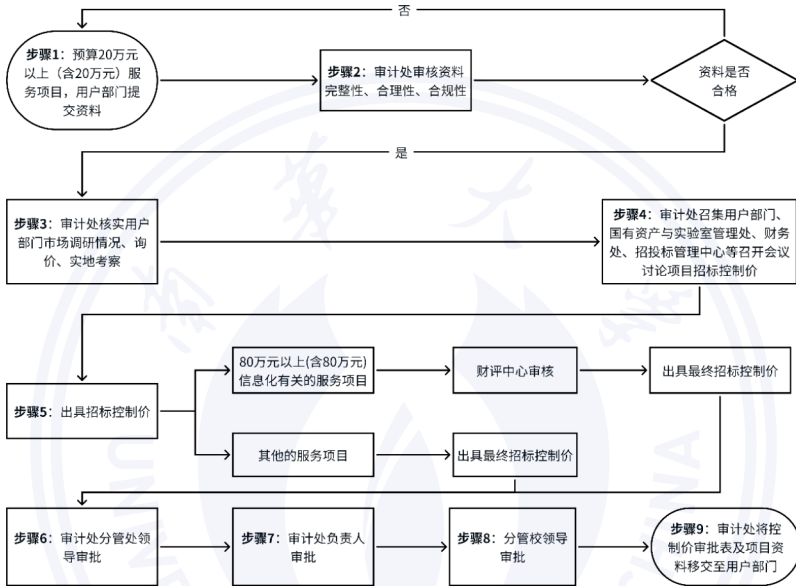 否
步骤1：预算20万元
以上（含20万元）服
务项目，用户部门提
交资料
步骤2：审计处审核资料
完整性、合理性、合规性
资料是否
合格
是
步骤3：审计处核实用户
部门市场调研情况、询
价、实地考察
步骤4：审计处召集用户部门、
国有资产与实验室管理处、财务
处、招投标管理中心等召开会议
讨论项目招标控制价
步骤5：出具招标控制价
80万元以上(含80万元)
信息化有关的服务项目
财评中心审核
出具最终招标控制价
其他的服务项目
出具最终招标控制价
步骤6：审计处分管处领
导审批
步骤7：审计处负责人
审批
步骤8：分管校领导
审批
步骤9：审计处将控
制价审批表及项目资
料移交至用户部门